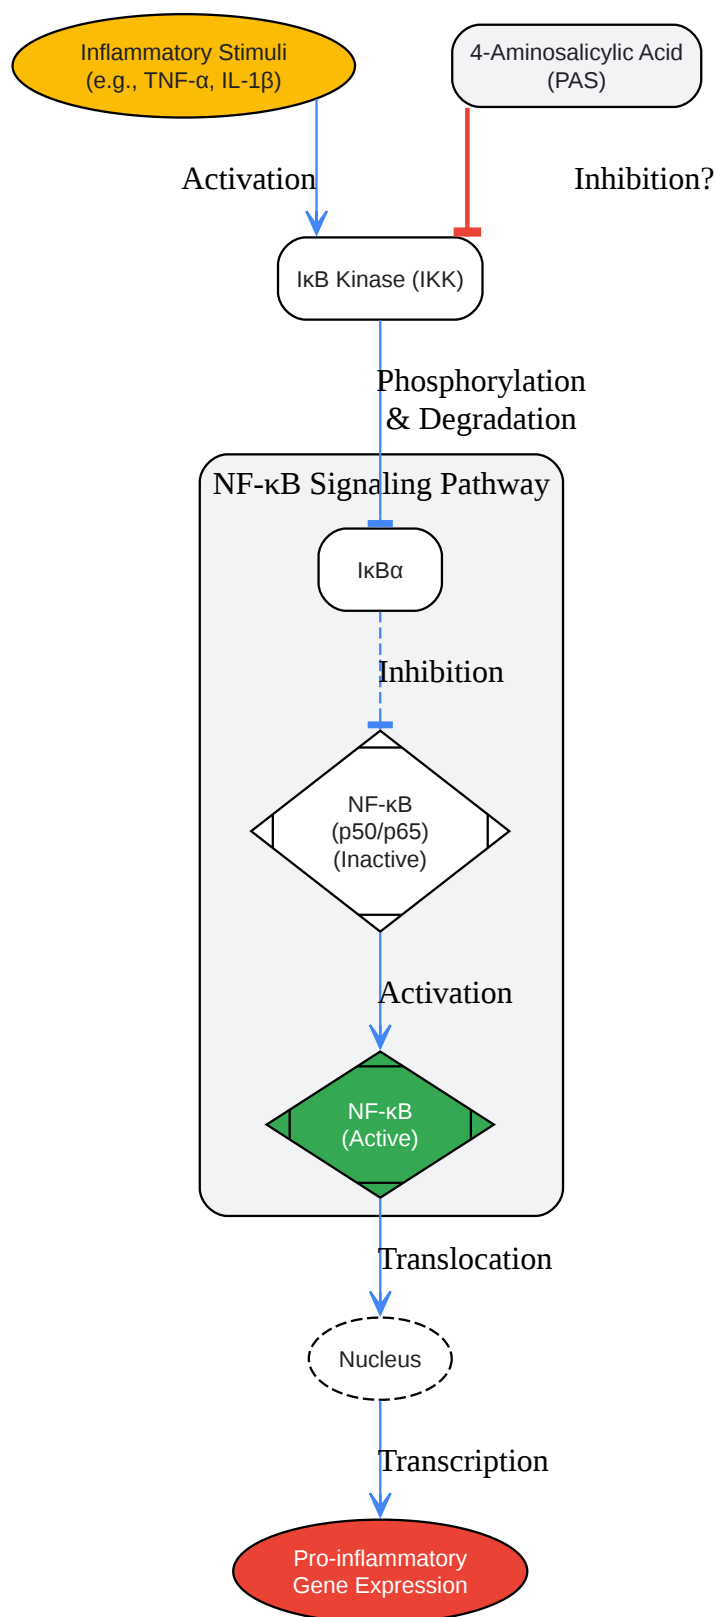 Inflammatory Stimuli
(e.g., TNF-α, IL-1β)
4-Aminosalicylic Acid
(PAS)
Activation
Inhibition?
IκB Kinase (IKK)
Phosphorylation
& Degradation
NF-κB Signaling Pathway
IκBα
Inhibition
NF-κB
(p50/p65)
(Inactive)
Activation
NF-κB
(Active)
Translocation
Nucleus
Transcription
Pro-inflammatory
Gene Expression